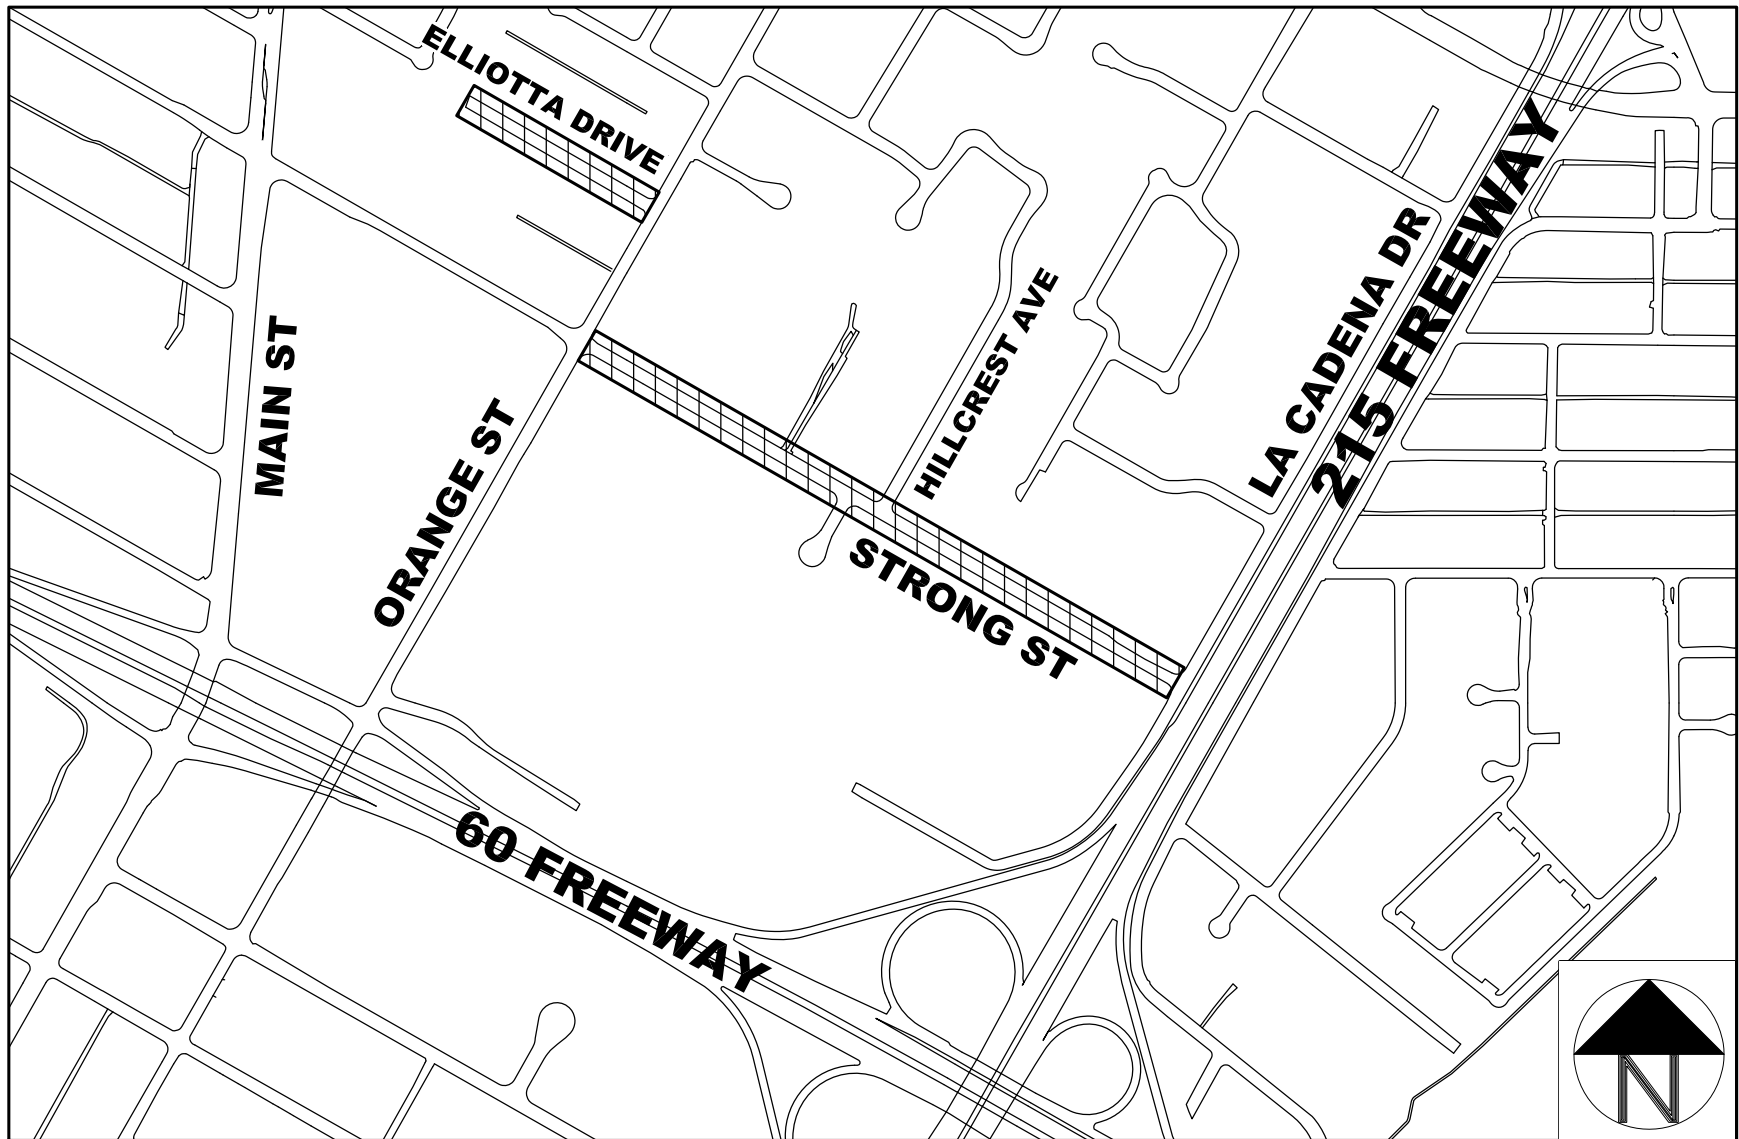 ELLIOTTA DRIVE
MAIN ST
ORANGE ST
HILLCREST AVE
LA CADENA DR
215 FREEWAY
STRONG ST
60 FREEWAY
N